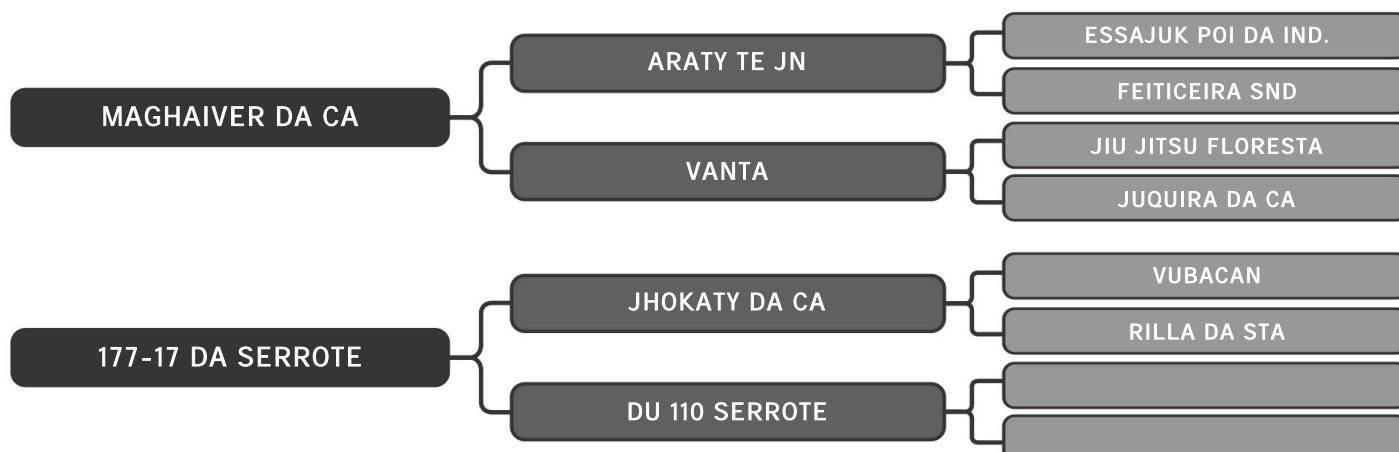 MAGHAIVER DA CA
ARATY TE JN
ESSAJUK POI DA IND.
FEITICEIRA SND
VANTA
JIU JITSU FLORESTA
JUQUIRA DA CA
177-17 DA SERROTE
JHOKATY DA CA
VUBACAN
RILLA DA STA
DU 110 SERROTE